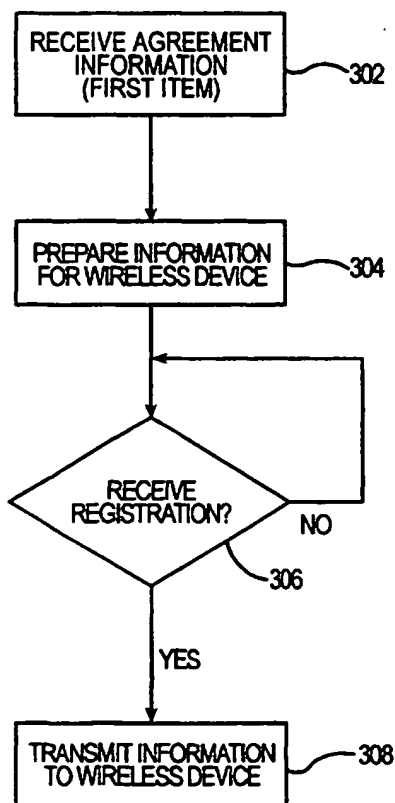 RECEIVE AGREEMENT
INFORMATION
(FIRST ITEM)
302
PREPARE INFORMATION
FOR WIRELESS DEVICE
304
RECEIVE
REGISTRATION?
NO
306
YES
TRANSMIT INFORMATION
TO WIRELESS DEVICE
308